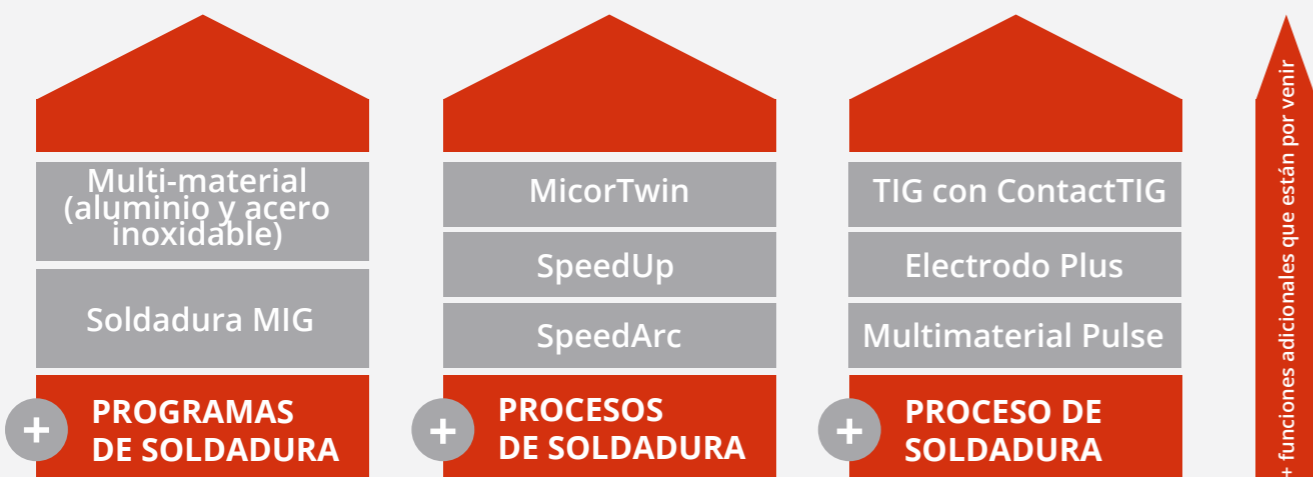 Multi-material
(aluminio y acero
inoxidable)
Soldadura MIG
+ PROGRAMAS
DE SOLDADURA
MicorTwin
SpeedUp
SpeedArc
+ PROCESOS
DE SOLDADURA
TIG con ContactTIG
Electrodo Plus
Multimaterial Pulse
+ PROCESO DE
SOLDADURA
+ funciones adicionales que están por venir